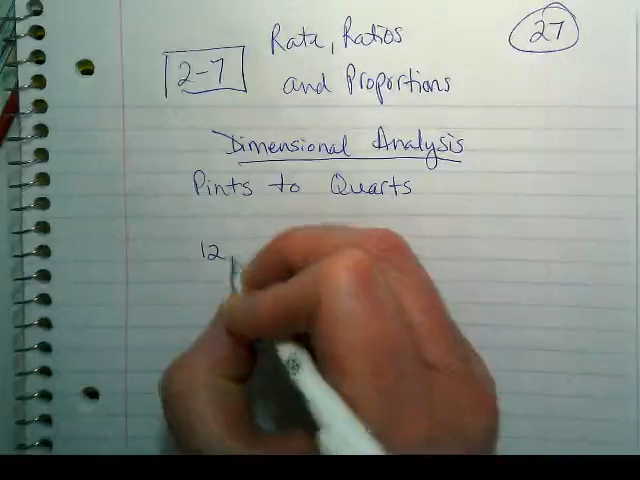 2-7
Rate, Ratios
and Proportions
27
Dimensional Analysis
Pints to Quarts
12